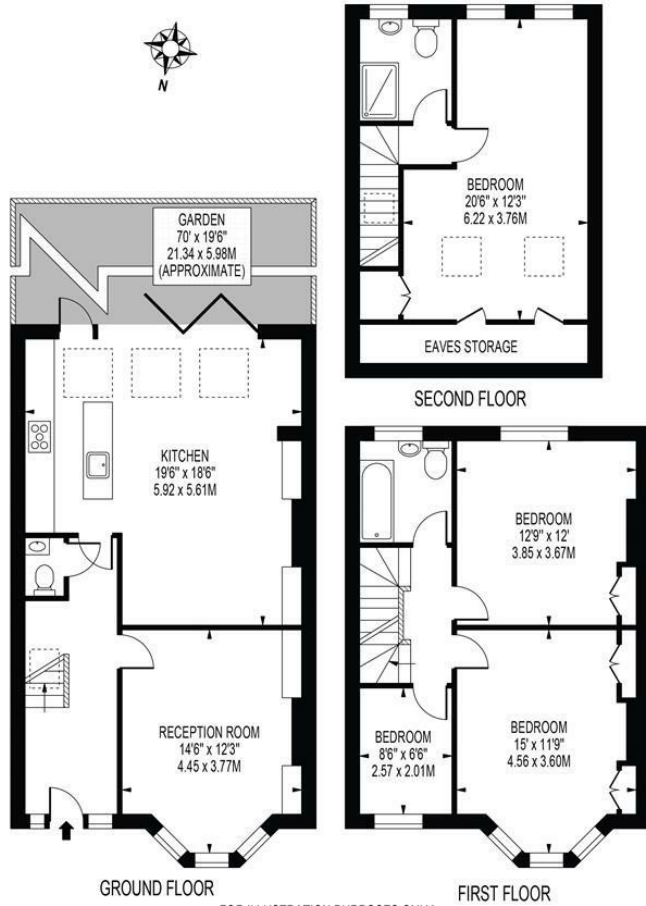 N
GARDEN
70' x 19'6"
21.34 x 5.98M
(APPROXIMATE)
KITCHEN
19'6" x 18'6"
5.92 x 5.61M
RECEPTION ROOM
14'6" x 12'3"
4.45 x 3.77M
GROUND FLOOR
BEDROOM
20'6" x 12'3"
6.22 x 3.76M
EAVES STORAGE
SECOND FLOOR
BEDROOM
12'9" x 12'
3.85 x 3.67M
BEDROOM
8'6" x 6'6"
2.57 x 2.01M
BEDROOM
15' x 11'9"
4.56 x 3.60M
FIRST FLOOR